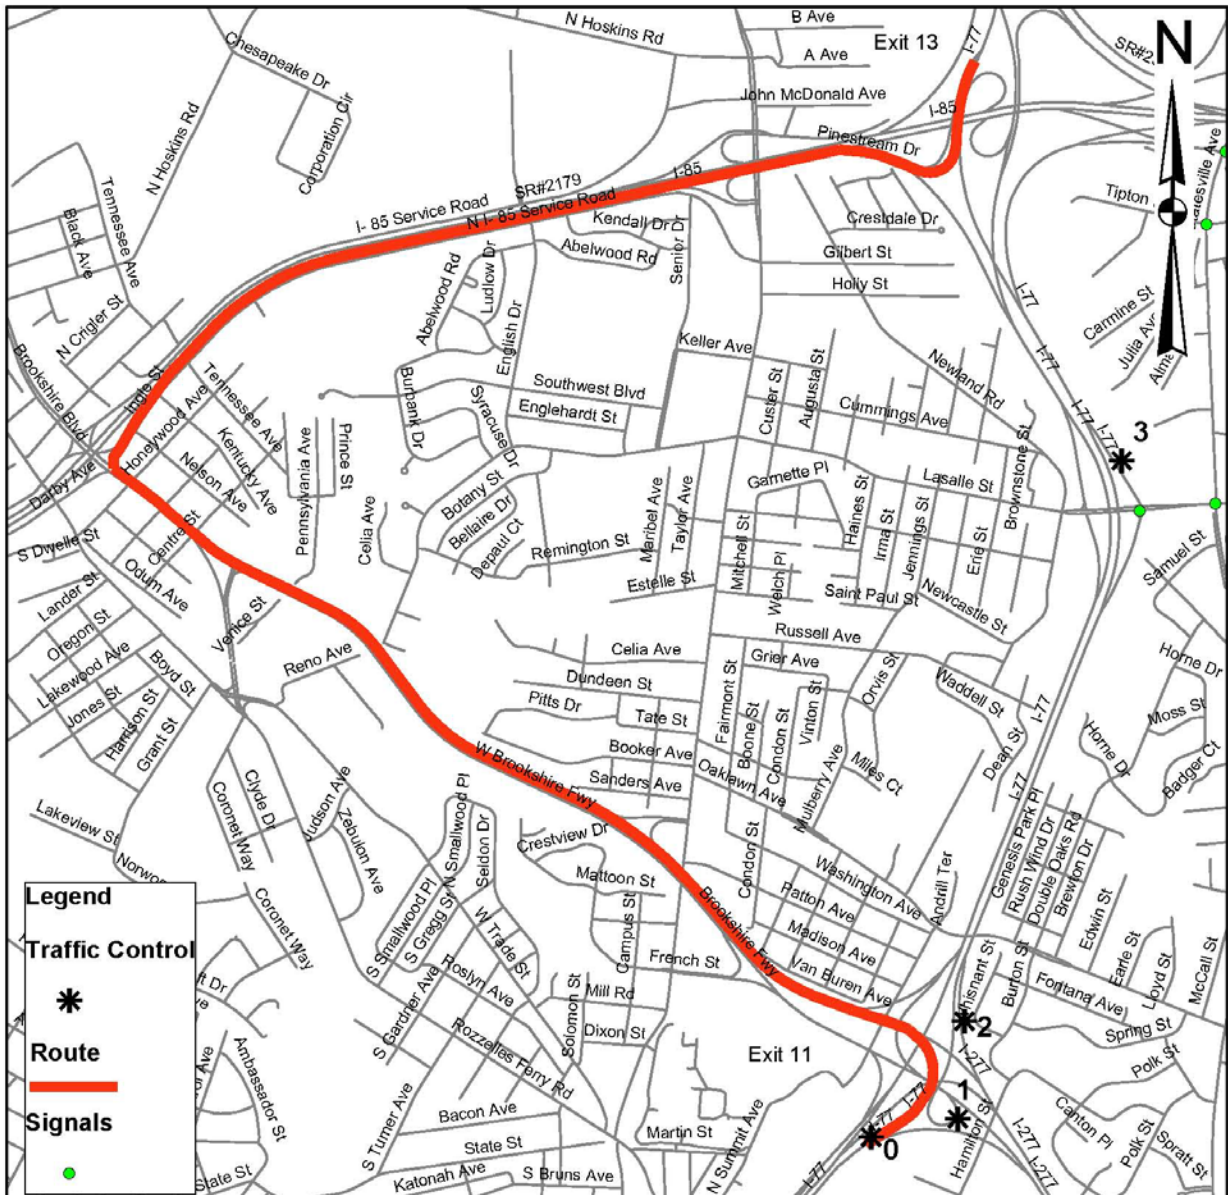 N Hoskins Rd
B Ave
Exit 13
A Ave
I-77
N
Chesapeake Dr
Corporation Cir
N Hoskins Rd
John McDonald Ave
I-85
Pinestream Dr
I-85
SR#2179
I- 85 Service Road
N I- 85 Service Road
Tennessee Ave
Black Ave
Kendall Dr
Senior Dr
Crestdale Dr
Tipton
Abelwood Rd
Gilbert St
Holly St
Abelwood Rd
Ludlow Dr
English Dr
I-77
Carmine St
Julia Ave
N Crigler St
Brookshire Blvd
Ingle St
Keller Ave
I-77
Newland Rd
Tennessee Ave
Honeywood Ave
Burbank Dr
Southwest Blvd
Englehardt St
Custer St
Augusta St
Cummings Ave
I-77
I-77
3
Syracuse Dr
Kentucky Ave
Nelson Ave
Pennsylvania Ave
Prince St
Darby Ave
Garnette Pl
Lasalle St
Brownstone St
Botany St
Bellaire Dr
Depaul Ct
Celia Ave
Centre St
S Dwelle St
Odum Ave
Maribel Ave
Taylor Ave
Remington St
Estelle St
Mitchell St
Welch Pl
Haines St
Irma St
Jennings St
Erie St
Saint Paul St
Newcastle St
Samuel St
Lander St
Oregon St
Lakewood Ave
Jones St
Harrison St
Grant St
Boyd St
Venice St
Reno Ave
Russell Ave
Celia Ave
Grier Ave
Orvis St
Waddell St
Horne Dr
Moss St
Horne Dr
Badger Ct
Dundeen St
Pitts Dr
Tate St
Fairmont St
Boone St
Condon St
Vinton St
Dean St
I-77
W Brookshire Fwy
Booker Ave
Sanders Ave
Oaklawn Ave
Mulberry Ave
Miles Ct
I-77
Clyde Dr
Coronet Way
Judson Ave
Zebulon Ave
Lakeview St
Crestview Dr
Mattoon St
Campus St
Condon St
Washington Ave
Genesis Park Pl
Rush Wind Dr
Double Oaks Rd
Brewton Dr
N Smallwood Pl
Seldon Dr
S Smallwood Pl
S Gregg St
Legend
Traffic Control
Route
Signals
Coronet Way
W Trade St
Brookshire Fwy
Patton Ave
Madison Ave
Van Buren Ave
Andrill Ter
Edwin St
Earle St
Lloyd St
McCall St
French St
Roslyn Ave
S Gardner Ave
Rozzelles Ferry Rd
Mill Rd
Solomon St
Dixon St
Burton St
Fontana Ave
2
Spring St
Exit 11
I-277
Polk St
Ambassador St
S Turner Ave
Bacon Ave
State St
Martin St
N Summit Ave
I-77
I-77
0
1
Hamilton St
I-277
I-277
Canton Pl
Polk St
Spratt St
State St
Katonah Ave
S Bruns Ave
I-77